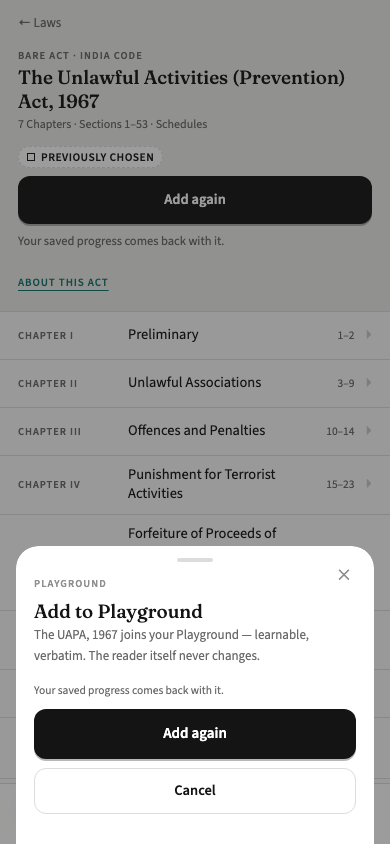 ← Laws
BARE ACT · INDIA CODE
The Unlawful Activities (Prevention)
Act, 1967
7 Chapters · Sections 1–53 · Schedules
PREVIOUSLY CHOSEN
Add again
Your saved progress comes back with it.
ABOUT THIS ACT
CHAPTER I Preliminary 1–2
CHAPTER II Unlawful Associations 3–9
CHAPTER III Offences and Penalties 10–14
CHAPTER IV Punishment for Terrorist 15–23
Activities
Forfeiture of Proceeds of
PLAYGROUND
Add to Playground
The UAPA, 1967 joins your Playground — learnable,
verbatim. The reader itself never changes.
Your saved progress comes back with it.
Add again
Cancel